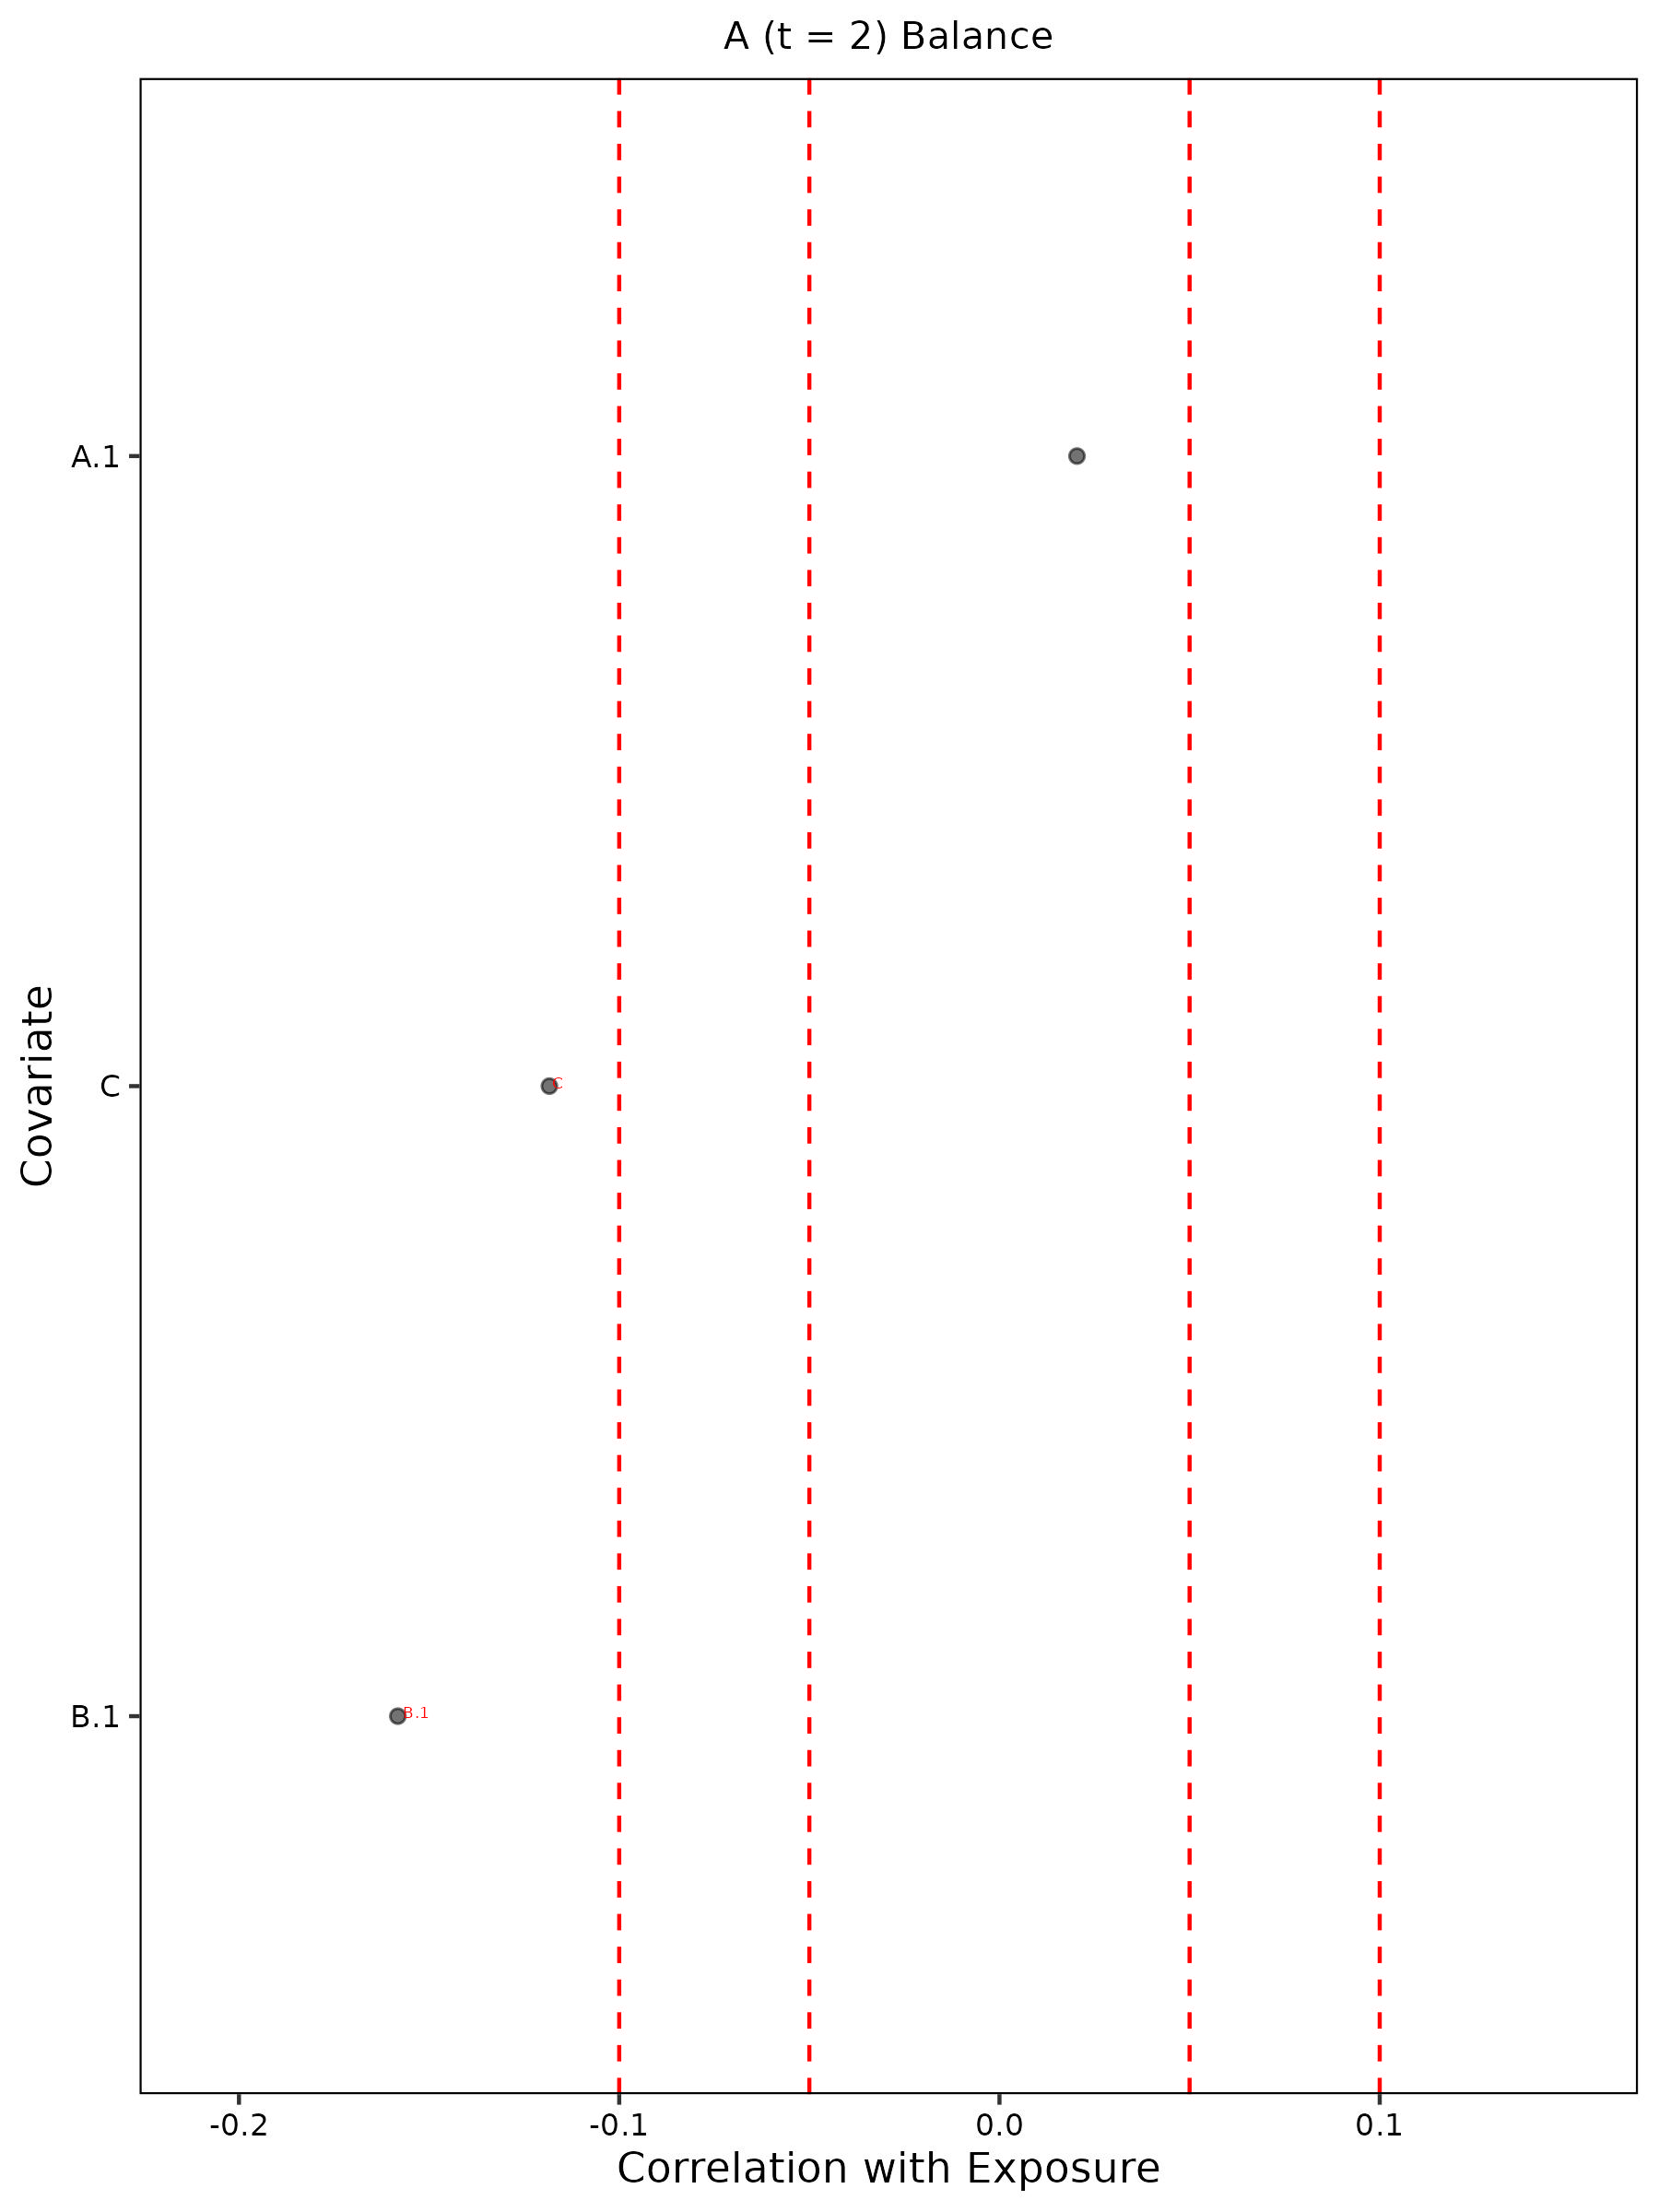 A (t = 2) Balance
Covariate
A.1
C
C
B.1
B.1
-0.2
-0.1
0.0
0.1
Correlation with Exposure